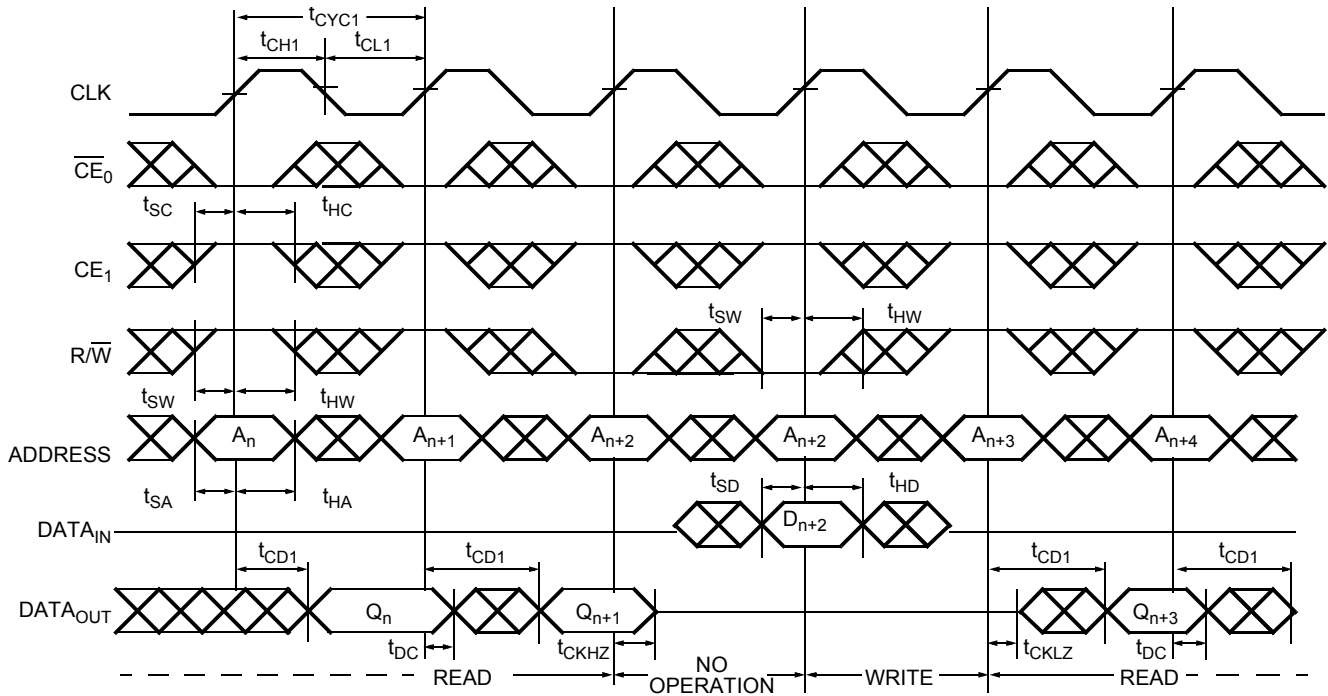 tCYC1
tCH1 tCL1
CLK
CE0
tSC tHC
CE1
tSW tHW
R/W
tSW tHW
An An+1 An+2 An+2 An+3 An+4
ADDRESS
tSA tHA tSD tHD
DATAIN Dn+2
tCD1 tCD1 tCD1 tCD1
DATAOUT Qn Qn+1 Qn+3
tDC tCKHZ tCKLZ tDC
READ NO OPERATION WRITE READ